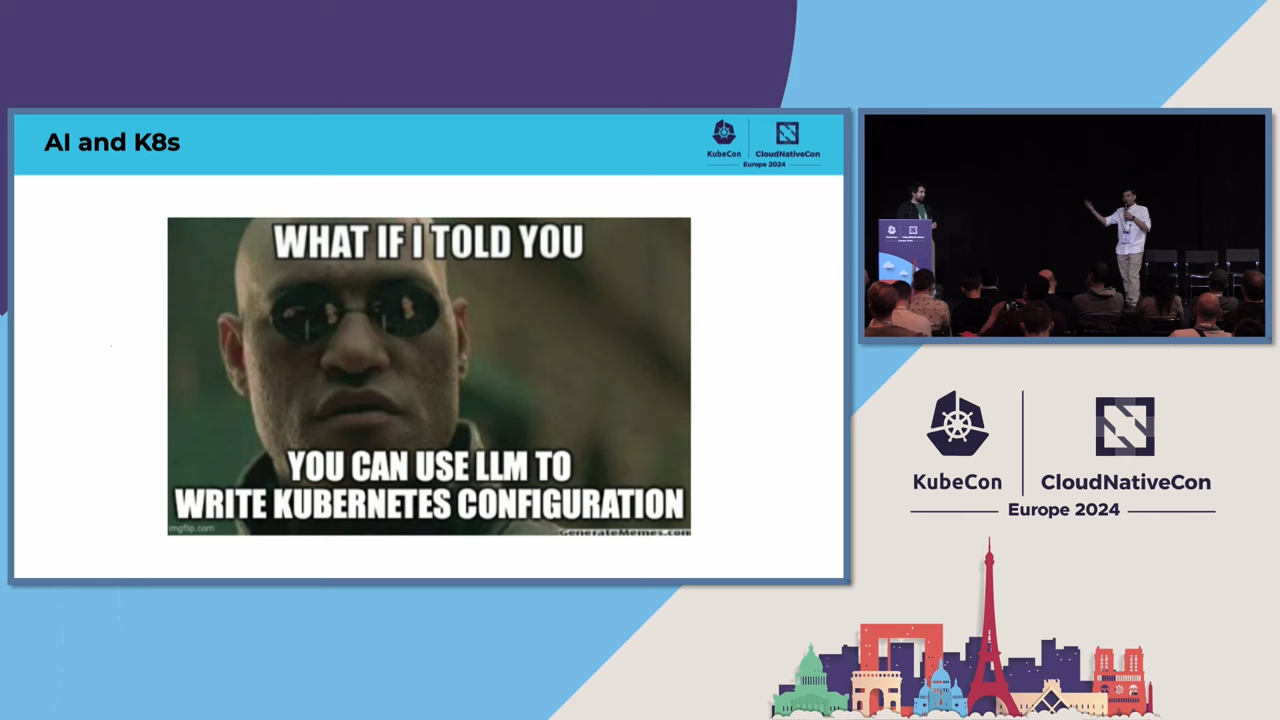 AI and K8s
KubeCon
CloudNativeCon
Europe 2024
WHAT IF I TOLD YOU
YOU CAN USE LLM TO
WRITE KUBERNETES CONFIGURATION
imgflip.com
GenerateMemes.com
KubeCon
CloudNativeCon
Europe 2024